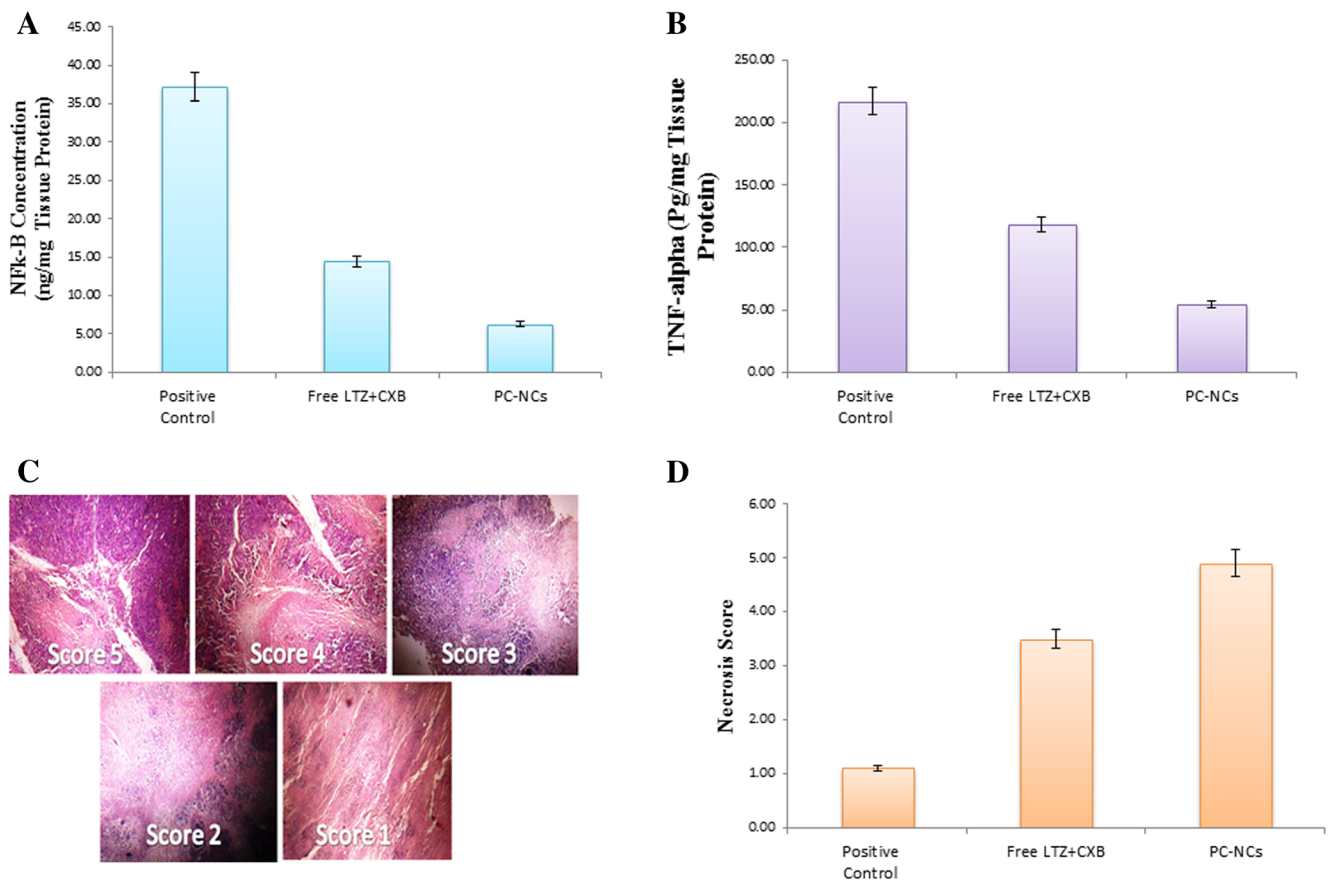 A
45.00
40.00
35.00
30.00
25.00
20.00
15.00
10.00
5.00
0.00
NFk-B Concentration
(ng/mg Tissue Protein)
Positive
Control
Free LTZ+CXB
PC-NCs
B
250.00
200.00
150.00
100.00
50.00
0.00
TNF-alpha (Pg/mg Tissue
Protein)
Positive
Control
Free LTZ+CXB
PC-NCs
C
Score 5
Score 4
Score 3
Score 2
Score 1
D
6.00
5.00
4.00
3.00
2.00
1.00
0.00
Necrosis Score
Positive
Control
Free LTZ+CXB
PC-NCs